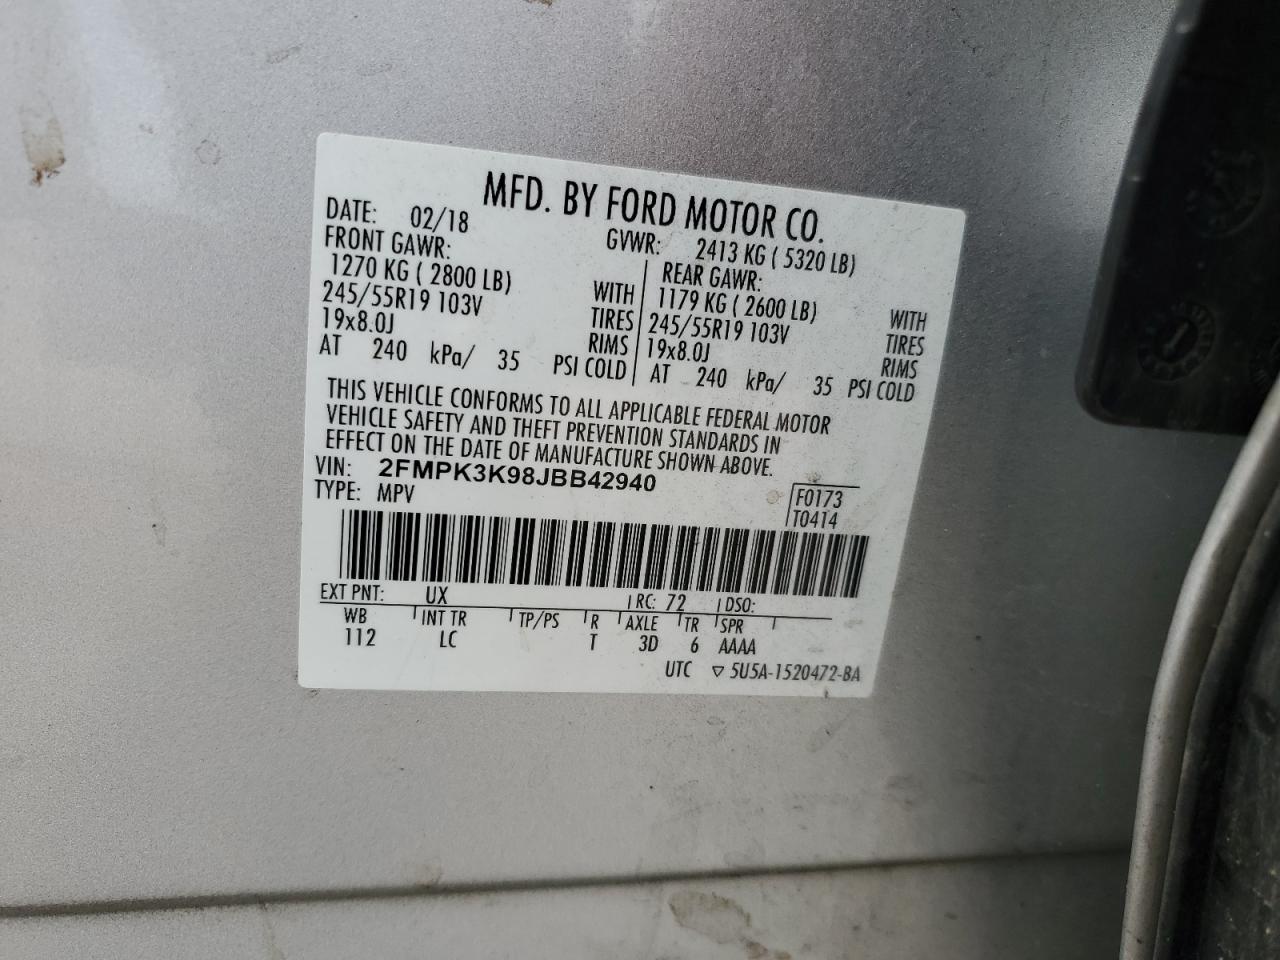 MFD. BY FORD MOTOR CO.
DATE: 02/18 GVWR: 2413 KG ( 5320 LB)
FRONT GAWR: REAR GAWR:
1270 KG ( 2800 LB) WITH 1179 KG ( 2600 LB) WITH
245/55R19 103V TIRES 245/55R19 103V TIRES
19x8.0J RIMS 19x8.0J RIMS
AT 240 kPa/ 35 PSI COLD AT 240 kPa/ 35 PSI COLD
THIS VEHICLE CONFORMS TO ALL APPLICABLE FEDERAL MOTOR
VEHICLE SAFETY AND THEFT PREVENTION STANDARDS IN
EFFECT ON THE DATE OF MANUFACTURE SHOWN ABOVE.
VIN: 2FMPK3K98JBB42940
TYPE: MPV
F0173
T0414
EXT PNT: UX RC: 72 DSO:
WB INT TR TP/PS R AXLE TR SPR
112 LC T 3D 6 AAAA
UTC ▽ 5U5A-1520472-BA